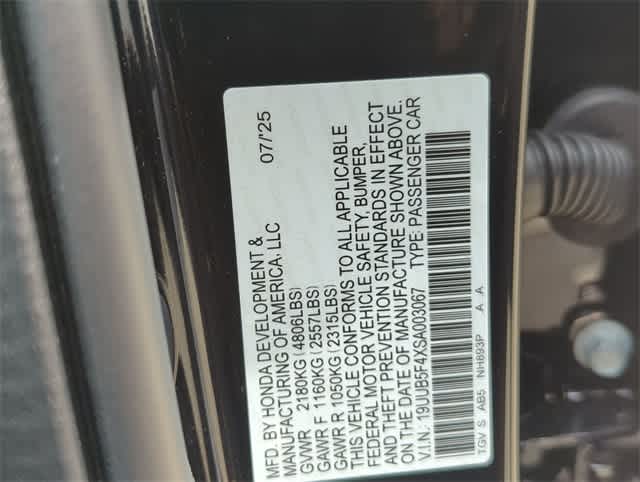 MFD. BY HONDA DEVELOPMENT & 07/'25
MANUFACTURING OF AMERICA, LLC
GVWR 2180KG(4806LBS)
GAWR F 1160KG(2557LBS)
GAWR R 1050KG(2315LBS)
THIS VEHICLE CONFORMS TO ALL APPLICABLE
FEDERAL MOTOR VEHICLE SAFETY, BUMPER,
AND THEFT PREVENTION STANDARDS IN EFFECT
ON THE DATE OF MANUFACTURE SHOWN ABOVE.
V.I.N.: 19UUB5F4XSA003067 TYPE: PASSENGER CAR
TGV S AB5 NH893P A A